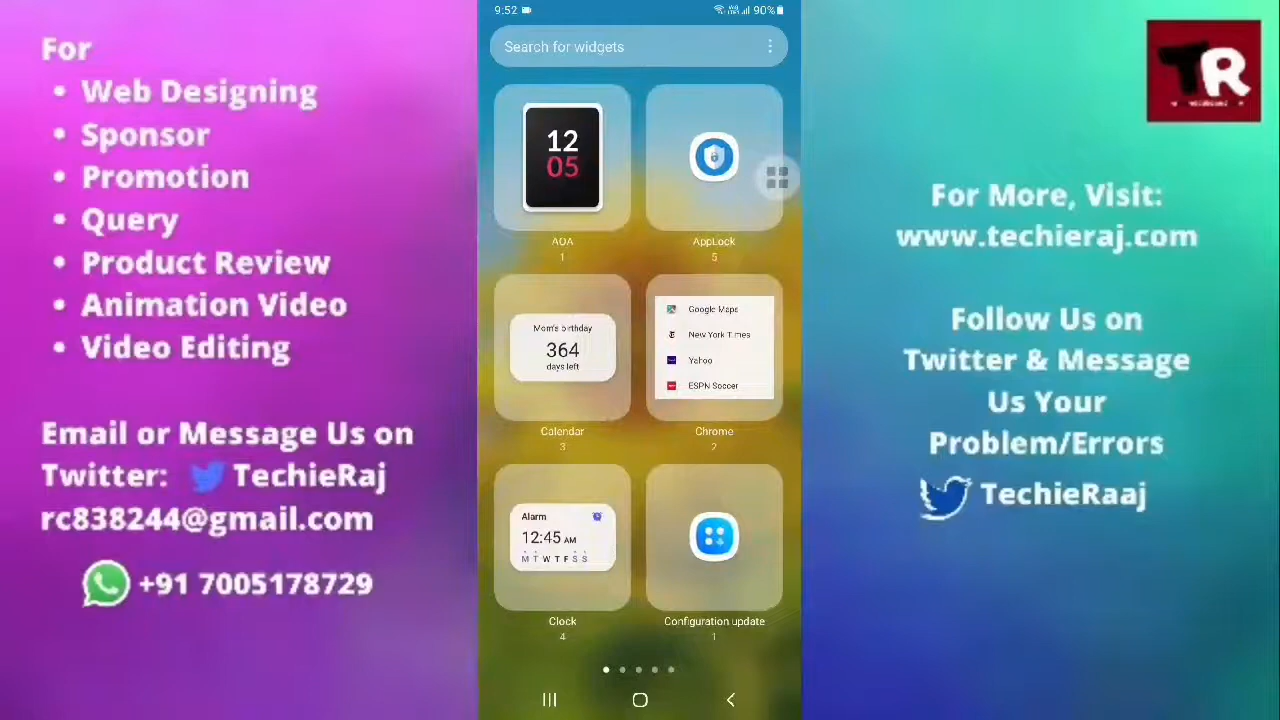 For
• Web Designing
• Sponsor
• Promotion
• Query
• Product Review
• Animation Video
• Video Editing
Email or Message Us on
Twitter: TechieRaj
rc838244@gmail.com
+91 7005178729
9:52
90%
Search for widgets
12
05
AOA
1
AppLock
5
Mom's birthday
364
days left
Calendar
3
Google Maps
New York Times
Yahoo
ESPN Soccer
Chrome
2
Alarm
12:45 AM
M T W T F S S
Clock
4
Configuration update
1
TR
For More, Visit:
www.techieraj.com
Follow Us on
Twitter & Message
Us Your
Problem/Errors
TechieRaaj